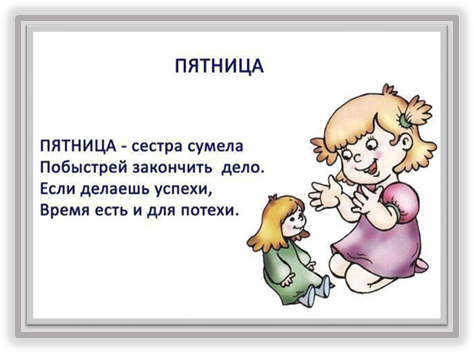 ПЯТНИЦА
ПЯТНИЦА - сестра сумела
Побыстрей закончить дело.
Если делаешь успехи,
Время есть и для потехи.